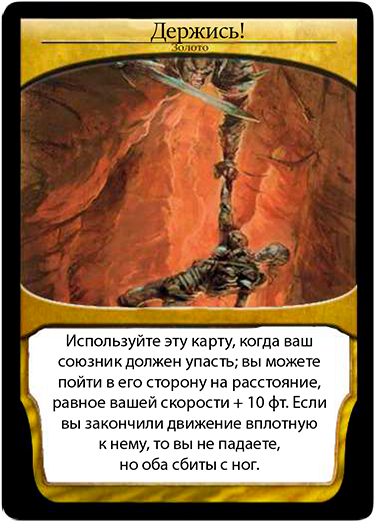 Держись!
Золото
Используйте эту карту, когда ваш
союзник должен упасть; вы можете
пойти в его сторону на расстояние,
равное вашей скорости + 10 фт. Если
вы закончили движение вплотную
к нему, то вы не падаете,
но оба сбиты с ног.